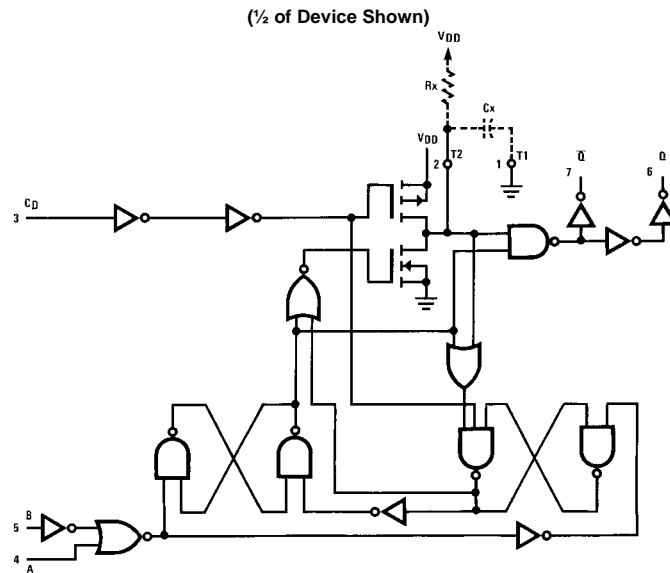 (½ of Device Shown)
VDD
Rx
Cx
VDD
2 T2
1 T1
Q̅
7
Q
6
CD
3
B
5
4
A